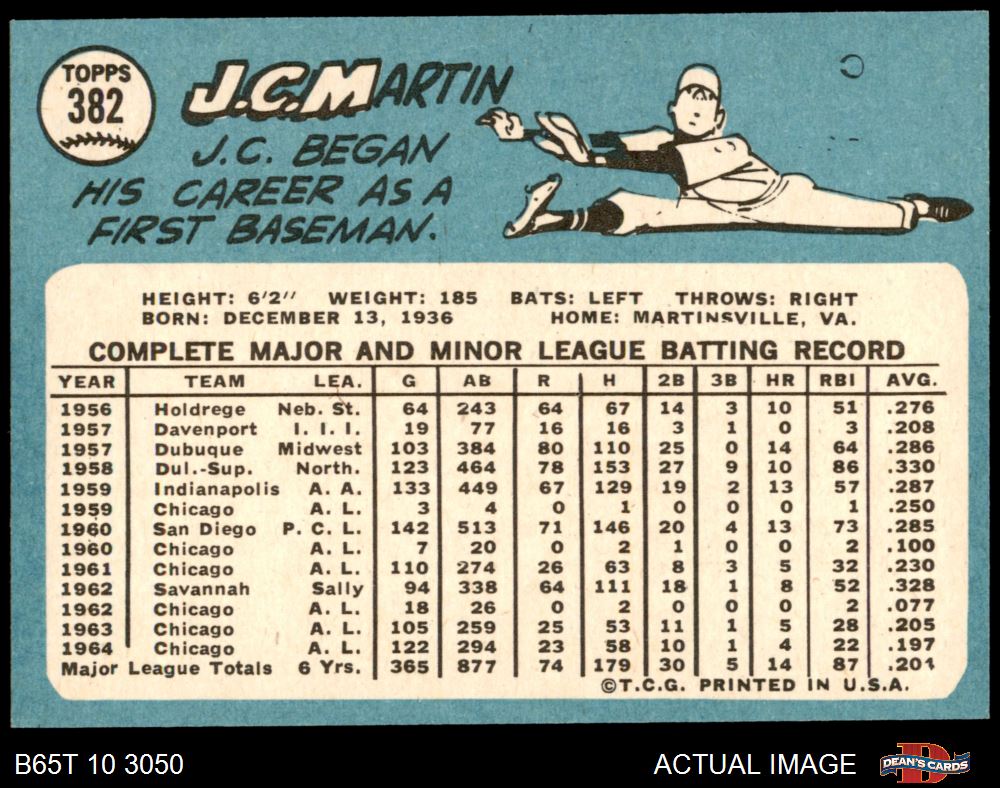 TOPPS
382
J.C. MARTIN
J.C. BEGAN
HIS CAREER AS A
FIRST BASEMAN.
HEIGHT: 6'2" WEIGHT: 185 BATS: LEFT THROWS: RIGHT
BORN: DECEMBER 13, 1936 HOME: MARTINSVILLE, VA.
COMPLETE MAJOR AND MINOR LEAGUE BATTING RECORD
YEAR TEAM LEA. G AB R H 2B 3B HR RBI AVG.
1956 Holdrege Neb. St. 64 243 64 67 14 3 10 51 .276
1957 Davenport I. I. I. 19 77 16 16 3 1 0 3 .208
1957 Dubuque Midwest 103 384 80 110 25 0 14 64 .286
1958 Dul.-Sup. North. 123 464 78 153 27 9 10 86 .330
1959 Indianapolis A. A. 133 449 67 129 19 2 13 57 .287
1959 Chicago A. L. 3 4 0 1 0 0 0 1 .250
1960 San Diego P. C. L. 142 513 71 146 20 4 13 73 .285
1960 Chicago A. L. 7 20 0 2 1 0 0 2 .100
1961 Chicago A. L. 110 274 26 63 8 3 5 32 .230
1962 Savannah Sally 94 338 64 111 18 1 8 52 .328
1962 Chicago A. L. 18 26 0 2 0 0 0 2 .077
1963 Chicago A. L. 105 259 25 53 11 1 5 28 .205
1964 Chicago A. L. 122 294 23 58 10 1 4 22 .197
Major League Totals 6 Yrs. 365 877 74 179 30 5 14 87 .204
©T.C.G. PRINTED IN U.S.A.
B65T 10 3050 ACTUAL IMAGE DEAN'S CARDS